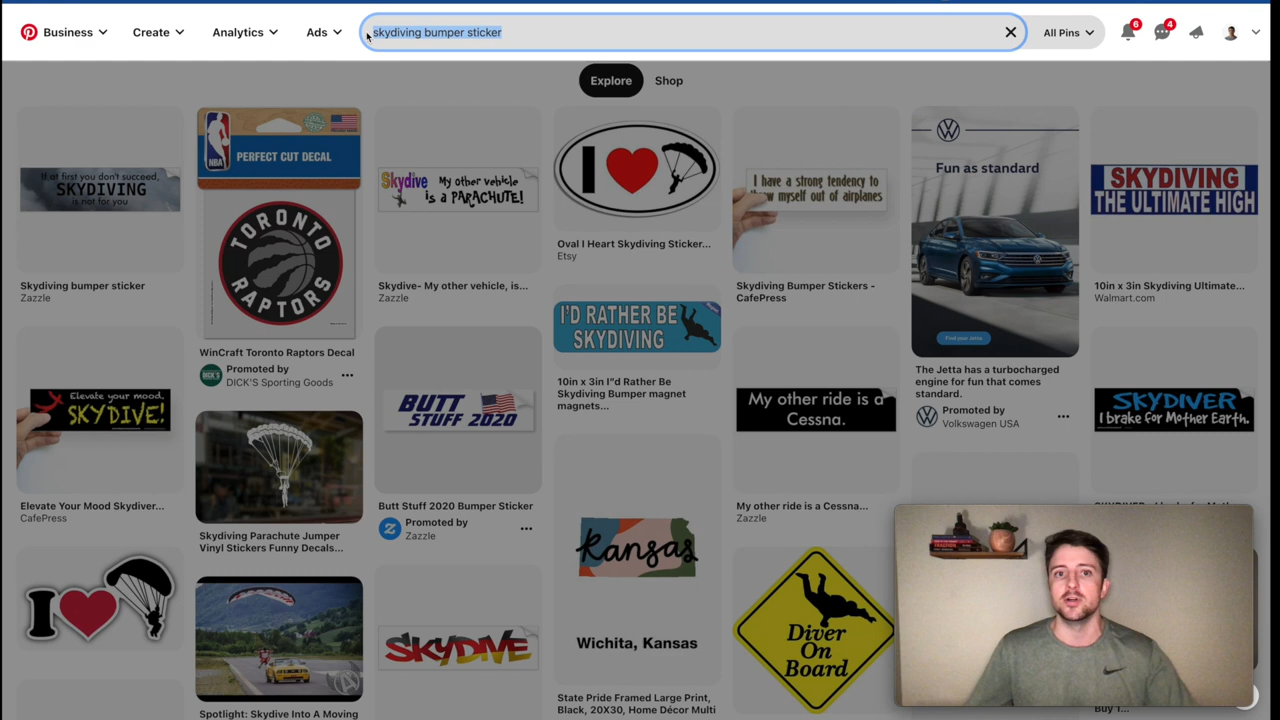 Business
Create
Analytics
Ads
skydiving bumper sticker
All Pins
6
4
Explore
Shop
If at first you don't succeed,
SKYDIVING
is not for you
Skydiving bumper sticker
Zazzle
NBA
PERFECT CUT DECAL
TORONTO
RAPTORS
WinCraft Toronto Raptors Decal
Promoted by
DICK'S Sporting Goods
Skydive
My other vehicle
is a PARACHUTE!
Skydive- My other vehicle, is...
Zazzle
I
Oval I Heart Skydiving Sticker...
Etsy
I have a strong tendency to
myself out of airplanes
Skydiving Bumper Stickers -
CafePress
Fun as standard
Find your Jetta
The Jetta has a turbocharged
engine for fun that comes
standard.
Promoted by
Volkswagen USA
SKYDIVING
THE ULTIMATE HIGH
10in x 3in Skydiving Ultimate...
Walmart.com
Elevate your mood.
SKYDIVE!
Elevate Your Mood Skydiver...
CafePress
Skydiving Parachute Jumper
Vinyl Stickers Funny Decals...
BUTT
STUFF 2020
Butt Stuff 2020 Bumper Sticker
Promoted by
Zazzle
I'D RATHER BE
SKYDIVING
10in x 3in I"d Rather Be
Skydiving Bumper magnet
magnets...
My other ride is a
Cessna.
My other ride is a Cessna...
Zazzle
SKYDIVER
I brake for Mother Earth.
I
Spotlight: Skydive Into A Moving
SKYDIVE
kansas
Wichita, Kansas
State Pride Framed Large Print,
Black, 20X30, Home Décor Multi
Diver
On
Board
Buy 1...